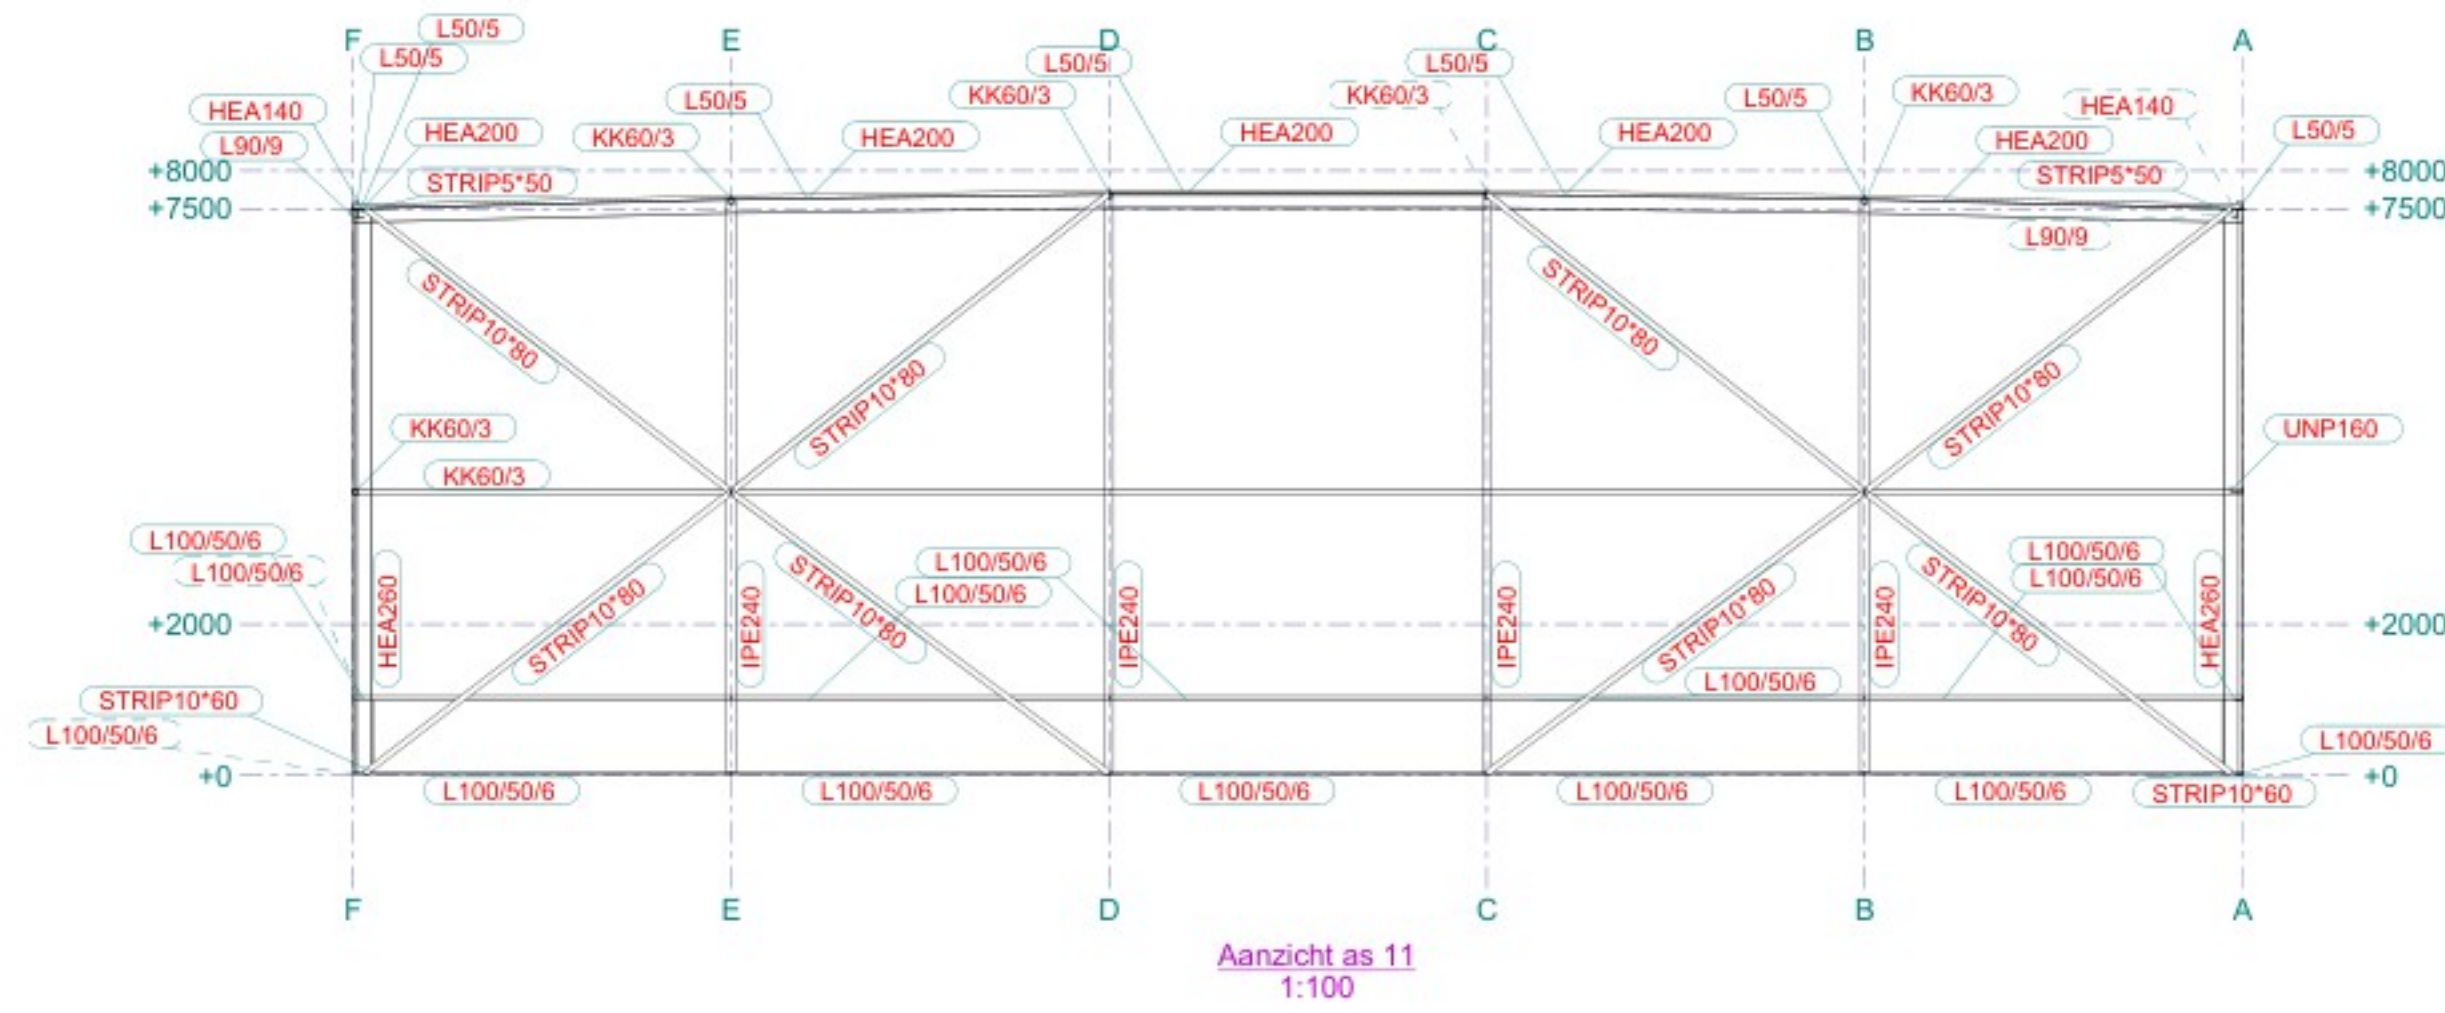 L50/5
F E D C B A
L50/5 L50/5 L50/5
KK60/3 KK60/3 L50/5 KK60/3
L50/5 HEA140
HEA140
HEA200 KK60/3 HEA200 HEA200 HEA200 HEA200 L50/5
L90/9
+8000 STRIP5*50 STRIP5*50 +8000
+7500 +7500
L90/9
STRIP10*80 STRIP10*80
STRIP10*80 STRIP10*80
KK60/3 UNP160
KK60/3
L100/50/6 L100/50/6
L100/50/6 L100/50/6 L100/50/6
L100/50/6
HEA260 STRIP10*80 IPE240 STRIP10*80 IPE240 IPE240 STRIP10*80 IPE240 STRIP10*80 HEA260
+2000 +2000
L100/50/6
STRIP10*60
L100/50/6 L100/50/6
+0 +0
L100/50/6 L100/50/6 L100/50/6 L100/50/6 L100/50/6 STRIP10*60
F E D C B A
Aanzicht as 11
1:100